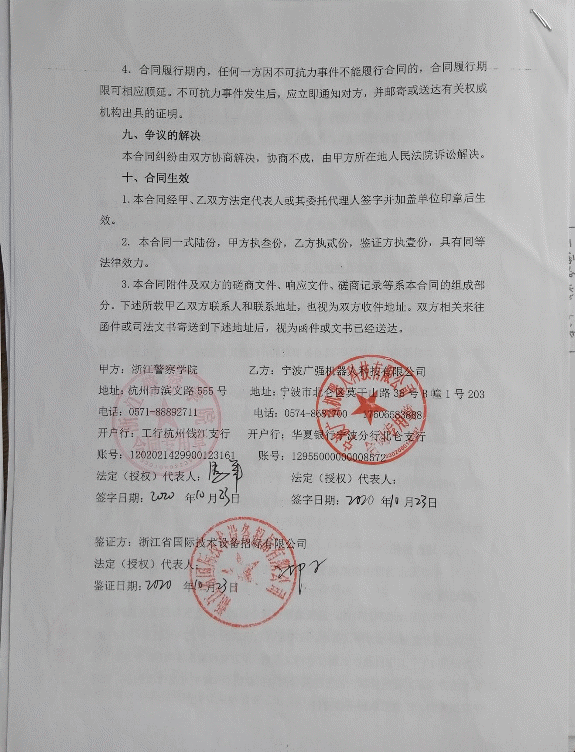 4. 合同履行期内，任何一方因不可抗力事件不能履行合同的，合同履行期
限可相应顺延。不可抗力事件发生后，应立即通知对方，并邮寄或送达有关权威
机构出具的证明。
九、争议的解决
本合同纠纷由双方协商解决，协商不成，由甲方所在地人民法院诉讼解决。
十、合同生效
1.本合同经甲、乙双方法定代表人或其委托代理人签字并加盖单位印章后生
效。
2. 本合同一式陆份，甲方执叁份，乙方执贰份，鉴证方执壹份，具有同等
法律效力。
3.本合同附件及双方的磋商文件、响应文件、磋商记录等系本合同的组成部
分。下述所载甲乙双方联系人和联系地址，也视为双方收件地址。双方相关来往
函件或司法文书寄送到下述地址后，视为函件或文书已经送达。
甲方：浙江警察学院 乙方：宁波广强机器人科技有限公司
地址：杭州市滨文路555号 地址：宁波市北仑区莫干山路36号B幢1号203
电话：0571-88892711 电话：0574-86
开户行：工行杭州钱江支行 开户行：华夏银行宁波分行北仑支行
账号：1202021429900123161 账号：12955000000008572
法定（授权）代表人： 法定（授权）代表人：
签字日期：2020 年10月23日 签字日期：2020 年10月23日
鉴证方：浙江省国际技术设备招标有限公司
法定（授权）代表人：
鉴证日期：2020 年10月23日